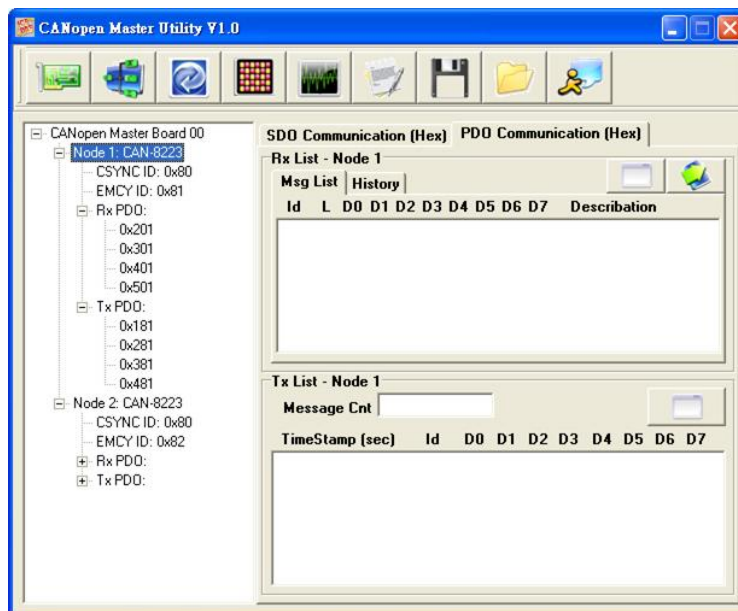 CANopen Master Utility V1.0
CANopen Master Board 00
Node 1: CAN-8223
CSYNC ID: 0x80
EMCY ID: 0x81
Rx PDO:
0x201
0x301
0x401
0x501
Tx PDO:
0x181
0x281
0x381
0x481
Node 2: CAN-8223
CSYNC ID: 0x80
EMCY ID: 0x82
Rx PDO:
Tx PDO:
SDO Communication (Hex) PDO Communication (Hex)
Rx List - Node 1
Msg List History
Id L D0 D1 D2 D3 D4 D5 D6 D7 Describation
Tx List - Node 1
Message Cnt
TimeStamp (sec) Id D0 D1 D2 D3 D4 D5 D6 D7